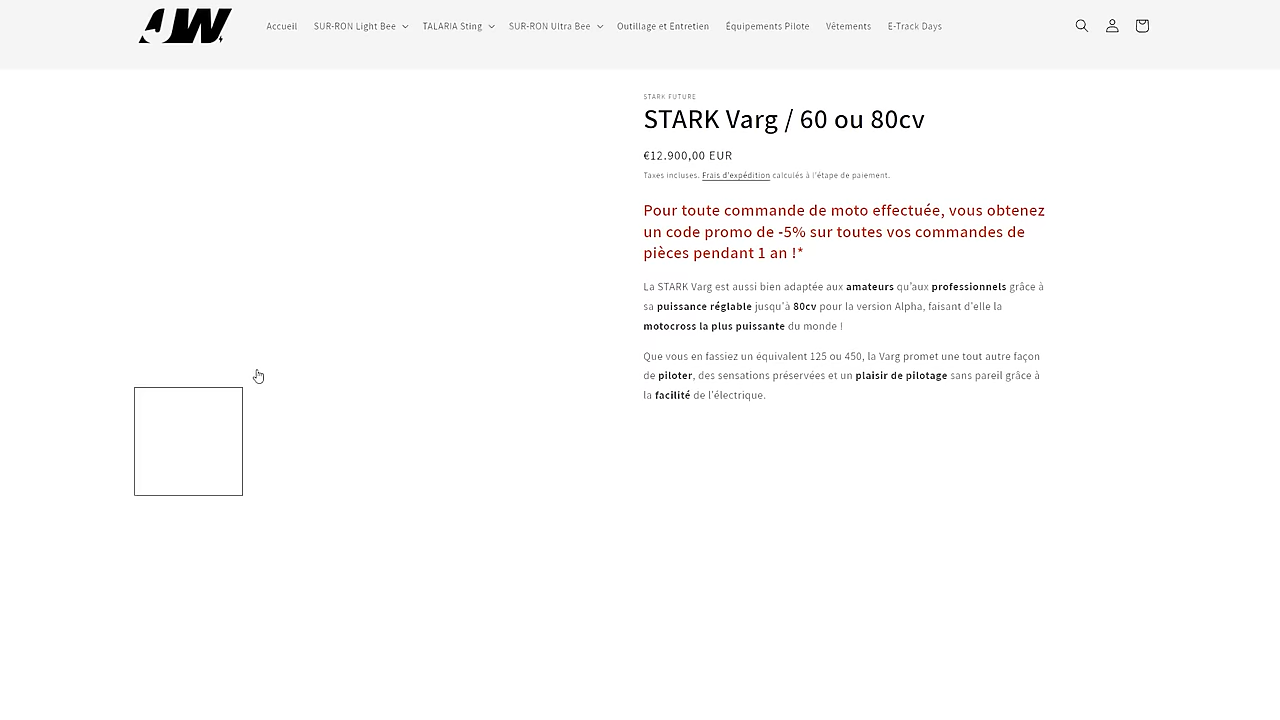 JW
Accueil
SUR-RON Light Bee
TALARIA Sting
SUR-RON Ultra Bee
Outillage et Entretien
Équipements Pilote
Vêtements
E-Track Days
STARK FUTURE
STARK Varg / 60 ou 80cv
€12.900,00 EUR
Taxes incluses. Frais d'expédition calculés à l'étape de paiement.
Pour toute commande de moto effectuée, vous obtenez
un code promo de -5% sur toutes vos commandes de
pièces pendant 1 an !*
La STARK Varg est aussi bien adaptée aux amateurs qu'aux professionnels grâce à
sa puissance réglable jusqu'à 80cv pour la version Alpha, faisant d'elle la
motocross la plus puissante du monde !
Que vous en fassiez un équivalent 125 ou 450, la Varg promet une tout autre façon
de piloter, des sensations préservées et un plaisir de pilotage sans pareil grâce à
la facilité de l'électrique.